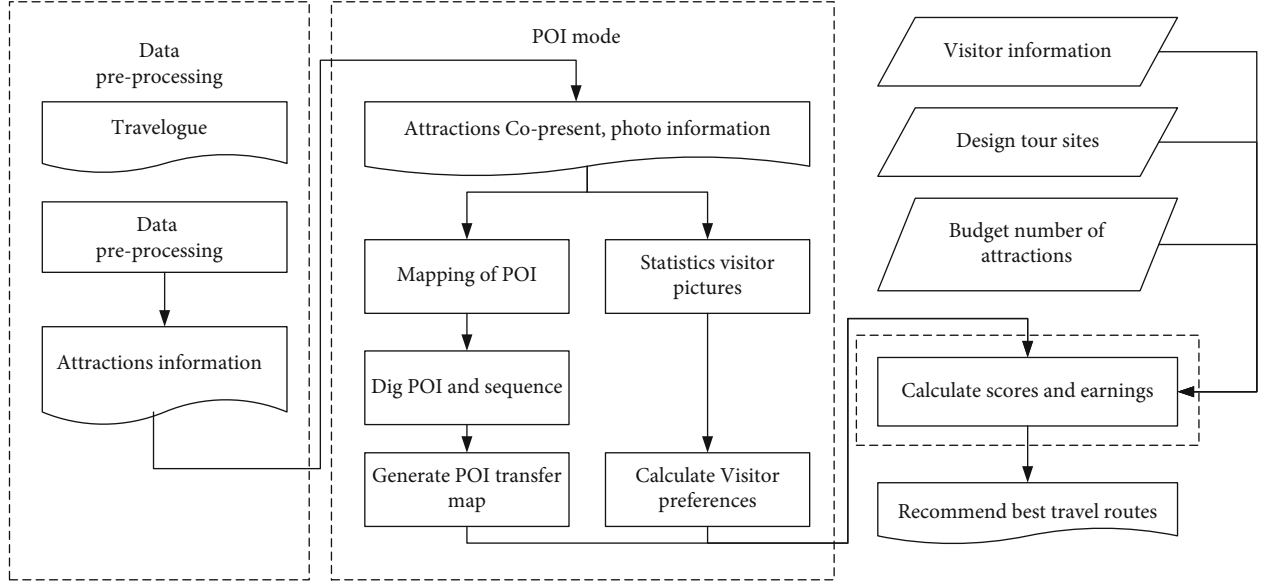 Data
pre-processing
Travelogue
Data
pre-processing
Attractions information
POI mode
Attractions Co-present, photo information
Mapping of POI
Dig POI and sequence
Generate POI transfer
map
Statistics visitor
pictures
Calculate Visitor
preferences
Visitor information
Design tour sites
Budget number of
attractions
Calculate scores and earnings
Recommend best travel routes